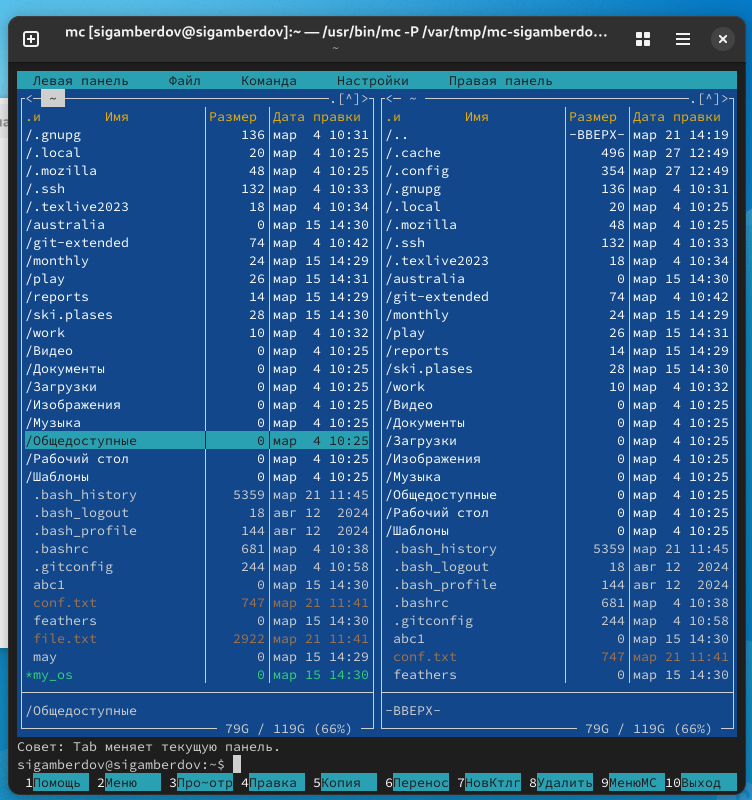 mc [sigamberdov@sigamberdov]:~ — /usr/bin/mc -P /var/tmp/mc-sigamberdo…
~
Левая панель Файл Команда Настройки Правая панель
<─ ~ ─.[^]>
.и Имя Размер Дата правки
/.gnupg 136 мар 4 10:31
/.local 20 мар 4 10:25
/.mozilla 48 мар 4 10:25
/.ssh 132 мар 4 10:33
/.texlive2023 18 мар 4 10:34
/australia 0 мар 15 14:30
/git-extended 74 мар 4 10:42
/monthly 24 мар 15 14:29
/play 26 мар 15 14:31
/reports 14 мар 15 14:29
/ski.plases 28 мар 15 14:30
/work 10 мар 4 10:32
/Видео 0 мар 4 10:25
/Документы 0 мар 4 10:25
/Загрузки 0 мар 4 10:25
/Изображения 0 мар 4 10:25
/Музыка 0 мар 4 10:25
/Общедоступные 0 мар 4 10:25
/Рабочий стол 0 мар 4 10:25
/Шаблоны 0 мар 4 10:25
.bash_history 5359 мар 21 11:45
.bash_logout 18 авг 12 2024
.bash_profile 144 авг 12 2024
.bashrc 681 мар 4 10:38
.gitconfig 244 мар 4 10:58
abc1 0 мар 15 14:30
conf.txt 747 мар 21 11:41
feathers 0 мар 15 14:30
file.txt 2922 мар 21 11:41
may 0 мар 15 14:29
*my_os 0 мар 15 14:30
/Общедоступные
79G / 119G (66%)
<─ ~ ─.[^]>
.и Имя Размер Дата правки
/.. -ВВЕРХ- мар 21 14:19
/.cache 496 мар 27 12:49
/.config 354 мар 27 12:49
/.gnupg 136 мар 4 10:31
/.local 20 мар 4 10:25
/.mozilla 48 мар 4 10:25
/.ssh 132 мар 4 10:33
/.texlive2023 18 мар 4 10:34
/australia 0 мар 15 14:30
/git-extended 74 мар 4 10:42
/monthly 24 мар 15 14:29
/play 26 мар 15 14:31
/reports 14 мар 15 14:29
/ski.plases 28 мар 15 14:30
/work 10 мар 4 10:32
/Видео 0 мар 4 10:25
/Документы 0 мар 4 10:25
/Загрузки 0 мар 4 10:25
/Изображения 0 мар 4 10:25
/Музыка 0 мар 4 10:25
/Общедоступные 0 мар 4 10:25
/Рабочий стол 0 мар 4 10:25
/Шаблоны 0 мар 4 10:25
.bash_history 5359 мар 21 11:45
.bash_logout 18 авг 12 2024
.bash_profile 144 авг 12 2024
.bashrc 681 мар 4 10:38
.gitconfig 244 мар 4 10:58
abc1 0 мар 15 14:30
conf.txt 747 мар 21 11:41
feathers 0 мар 15 14:30
-ВВЕРХ-
79G / 119G (66%)
Совет: Tab меняет текущую панель.
sigamberdov@sigamberdov:~$
1Помощь 2Меню 3Про~отр 4Правка 5Копия 6Перенос 7НовКтлг 8Удалить 9МенюMC 10Выход